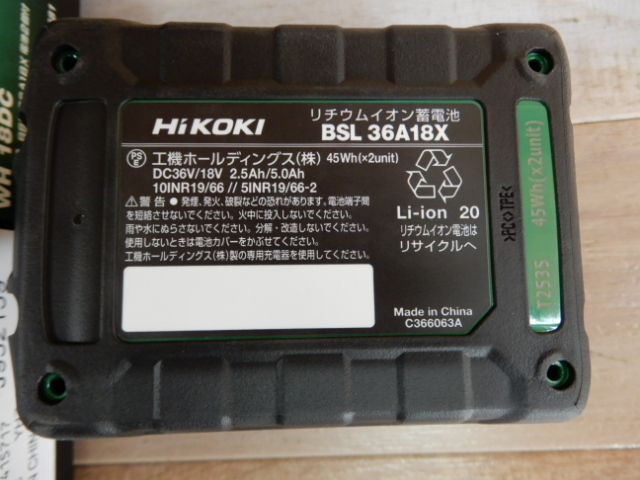 HiKOKI
リチウムイオン蓄電池
BSL 36A18X
PS E 工機ホールディングス(株) 45Wh(×2unit)
DC36V/18V 2.5Ah/5.0Ah
10INR19/66 // 5INR19/66-2
⚠警告 ● 発煙、発火、破裂などの恐れがあります。電池端子間
を短絡させないでください。火中に投入しないでください。
雨や水にぬらさないでください。分解・改造しないでください。
使用しないときは電池カバーをかぶせてください。
工機ホールディングス(株)製の専用充電器を使用してください。
Li-ion 20
リチウムイオン電池は
リサイクルへ
Made in China
C366063A
>PC<>TPE<
T2535 45Wh(x2unit)
WH 18DC